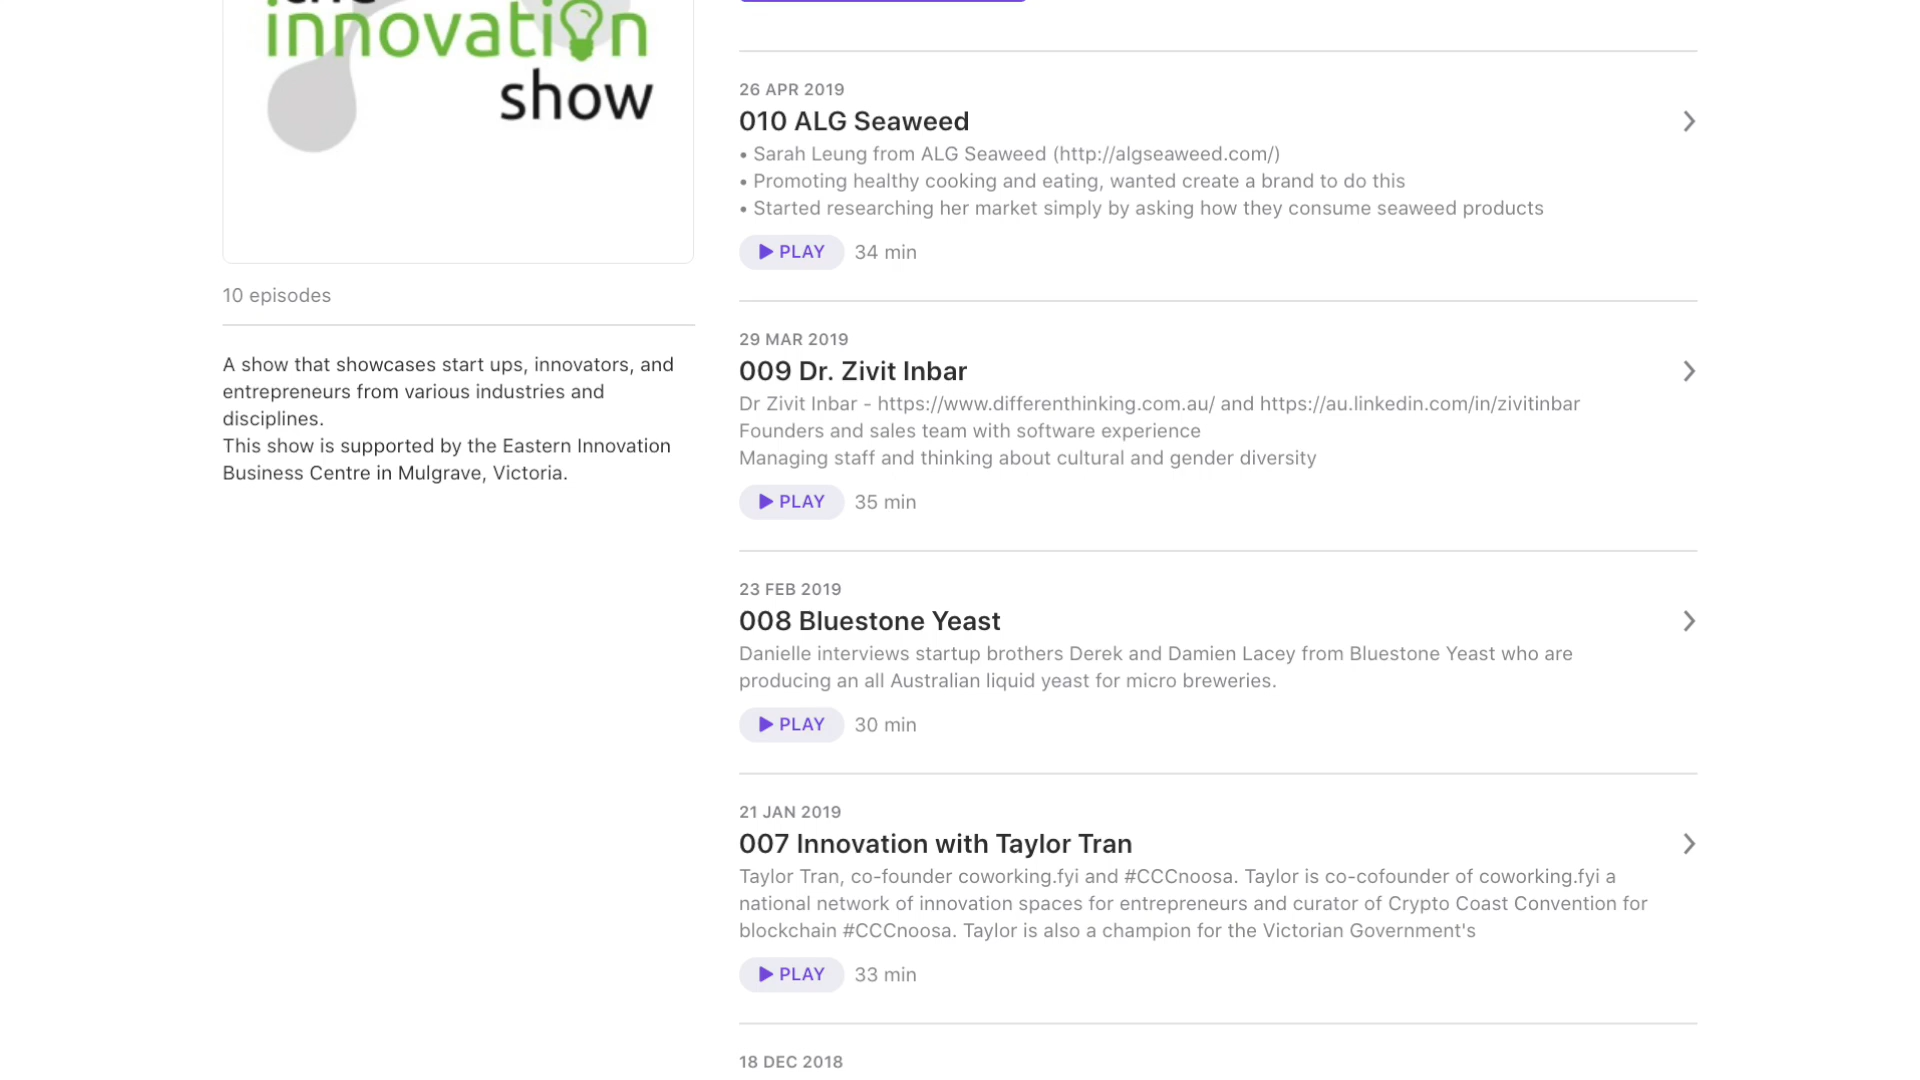 innovation
show
10 episodes
A show that showcases start ups, innovators, and
entrepreneurs from various industries and
disciplines.
This show is supported by the Eastern Innovation
Business Centre in Mulgrave, Victoria.
26 APR 2019
010 ALG Seaweed
• Sarah Leung from ALG Seaweed (http://algseaweed.com/)
• Promoting healthy cooking and eating, wanted create a brand to do this
• Started researching her market simply by asking how they consume seaweed products
PLAY 34 min
29 MAR 2019
009 Dr. Zivit Inbar
Dr Zivit Inbar - https://www.differenthinking.com.au/ and https://au.linkedin.com/in/zivitinbar
Founders and sales team with software experience
Managing staff and thinking about cultural and gender diversity
PLAY 35 min
23 FEB 2019
008 Bluestone Yeast
Danielle interviews startup brothers Derek and Damien Lacey from Bluestone Yeast who are
producing an all Australian liquid yeast for micro breweries.
PLAY 30 min
21 JAN 2019
007 Innovation with Taylor Tran
Taylor Tran, co-founder coworking.fyi and #CCCnoosa. Taylor is co-cofounder of coworking.fyi a
national network of innovation spaces for entrepreneurs and curator of Crypto Coast Convention for
blockchain #CCCnoosa. Taylor is also a champion for the Victorian Government's
PLAY 33 min
18 DEC 2018